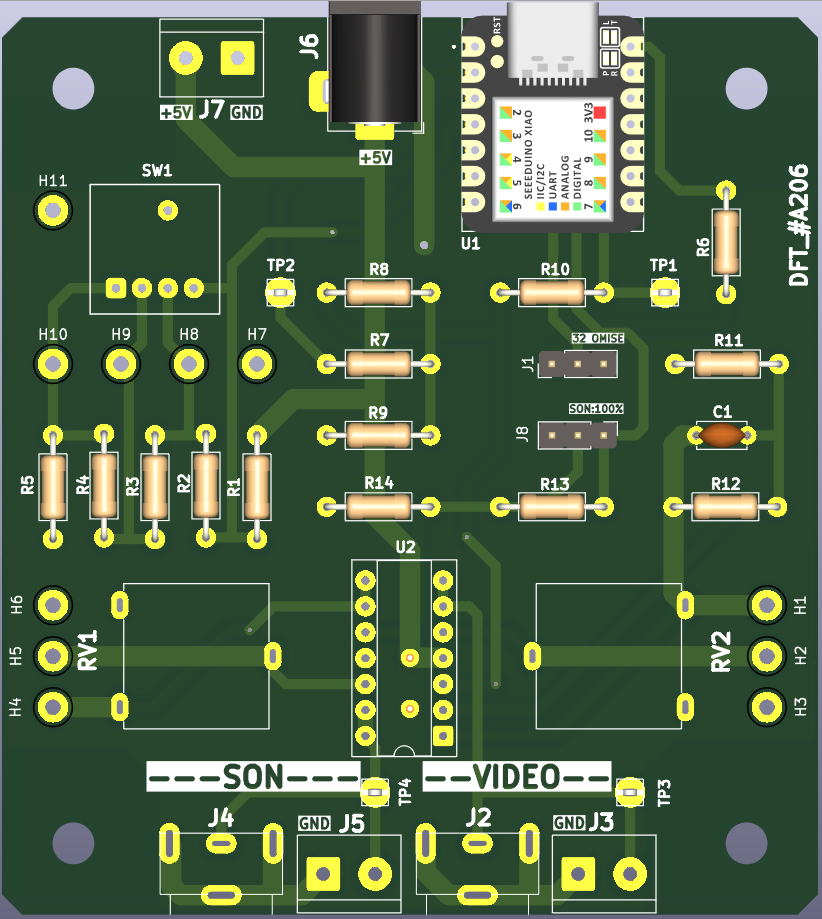 J6
RST
L T
P R
+5V
J7
GND
+5V
2
3
4
5
6
SEEEDUINO XIAO
IIC/I2C
UART
ANALOG
DIGITAL
3V3
10
9
8
7
U1
H11
SW1
DFT_#A206
R6
TP2
R8
R10
TP1
H10
H9
H8
H7
R7
32 OMISE
J1
R11
R9
SON:100%
J8
C1
R5
R4
R3
R2
R1
R14
R13
R12
U2
H6
H5
H4
RV1
RV2
H1
H2
H3
---SON----
--VIDEO--
TP4
TP3
J4
GND
J5
J2
GND
J3